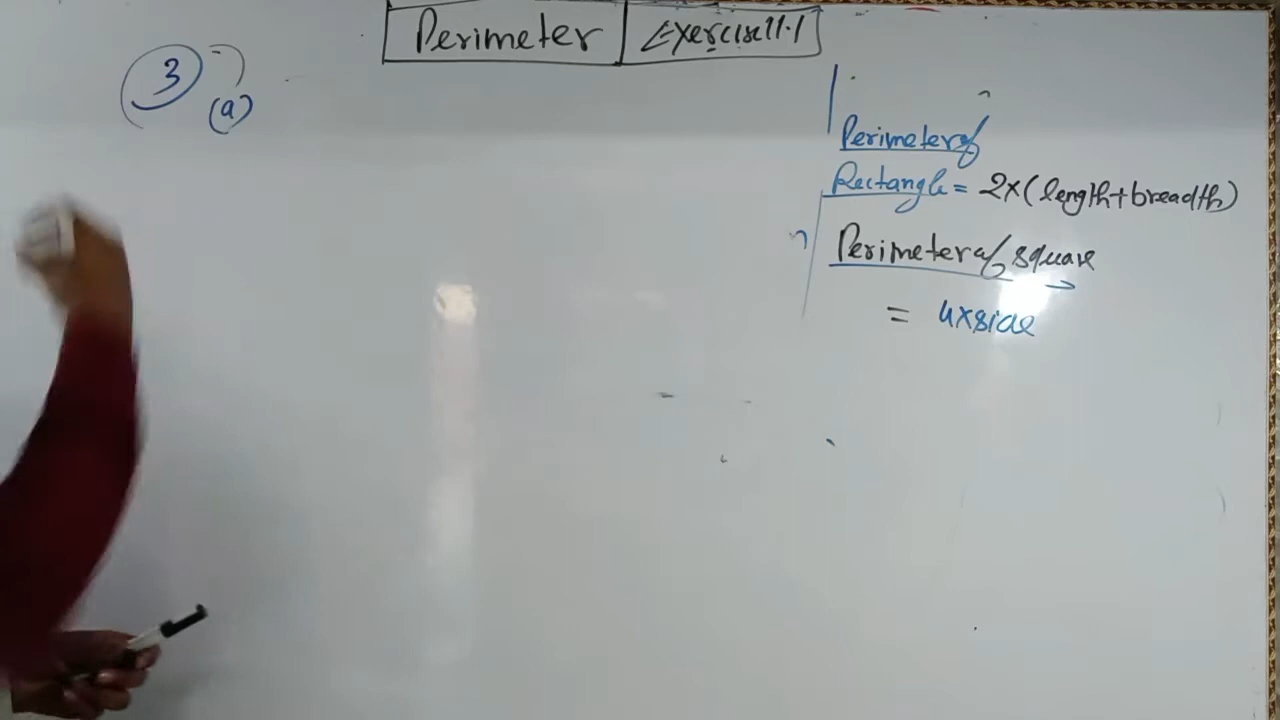 Perimeter Exercise 11.1
3
(a)
Perimeter of
Rectangle = 2×(length+breadth)
Perimeter of square
= 4×side